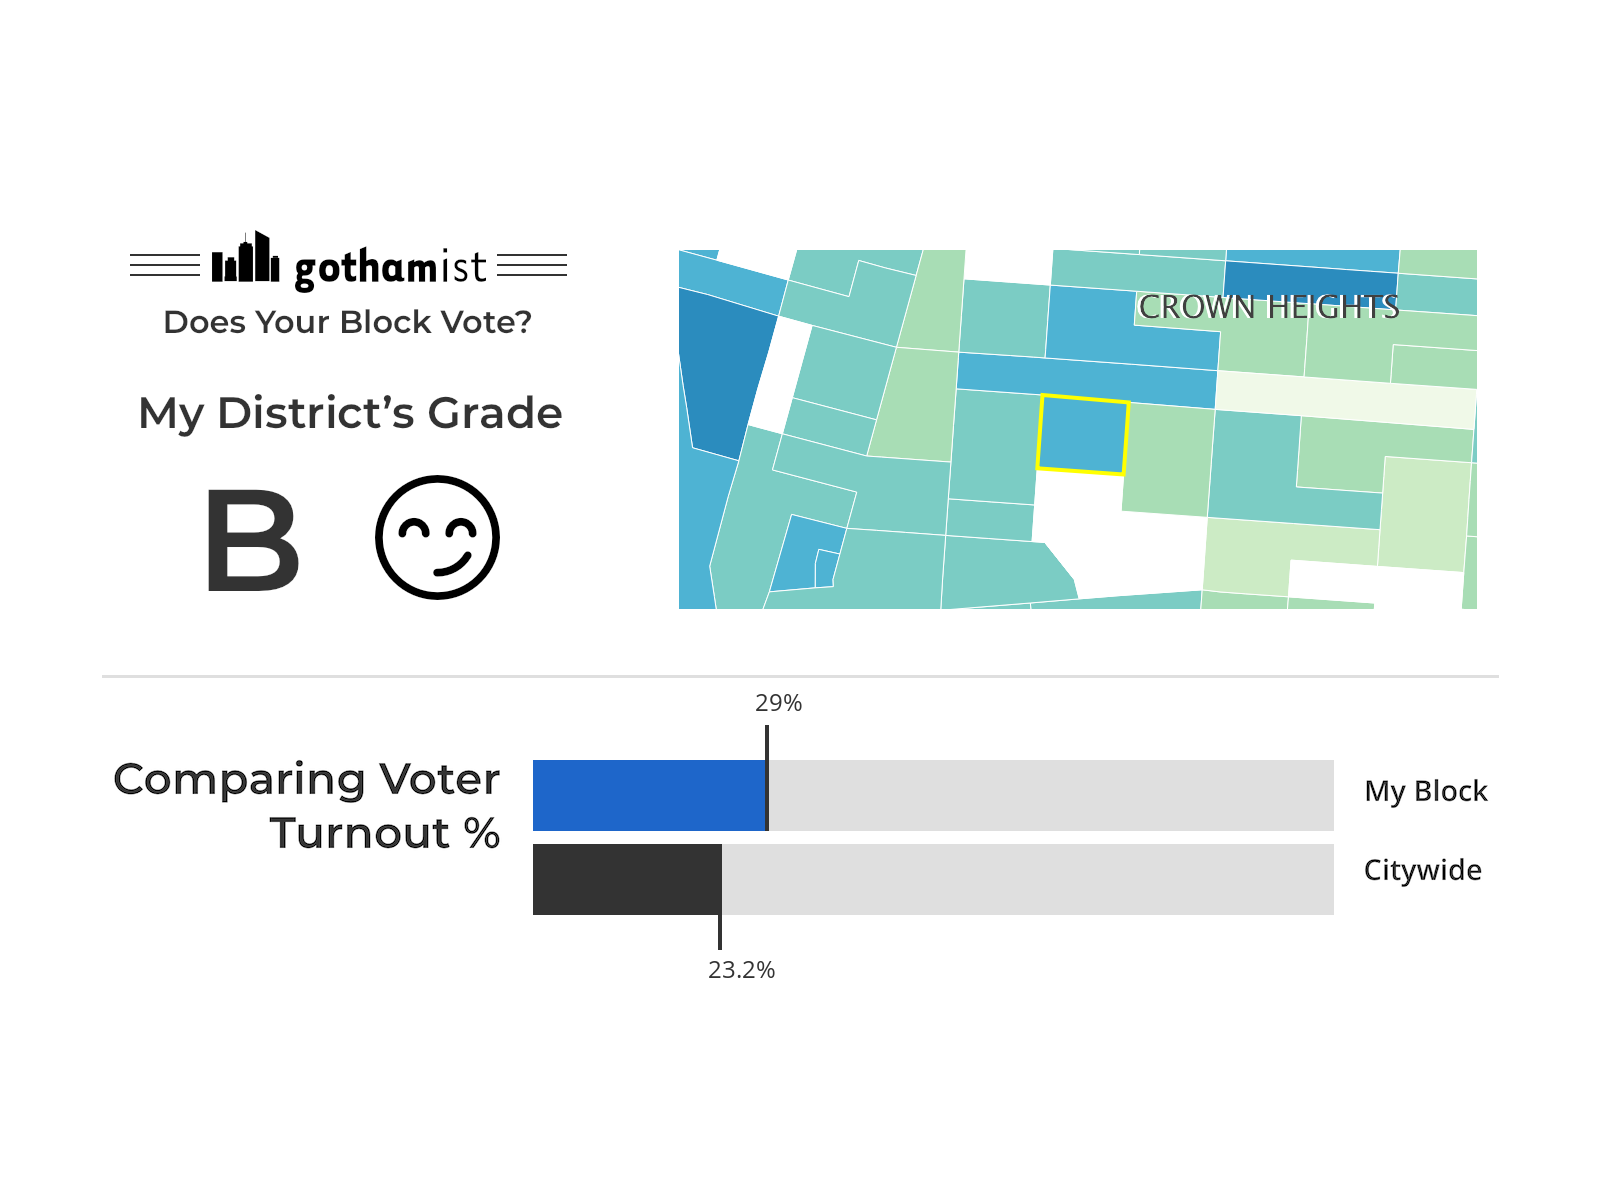 gothamist
Does Your Block Vote?
My District's Grade
B
CROWN HEIGHTS
29%
Comparing Voter
Turnout %
My Block
Citywide
23.2%